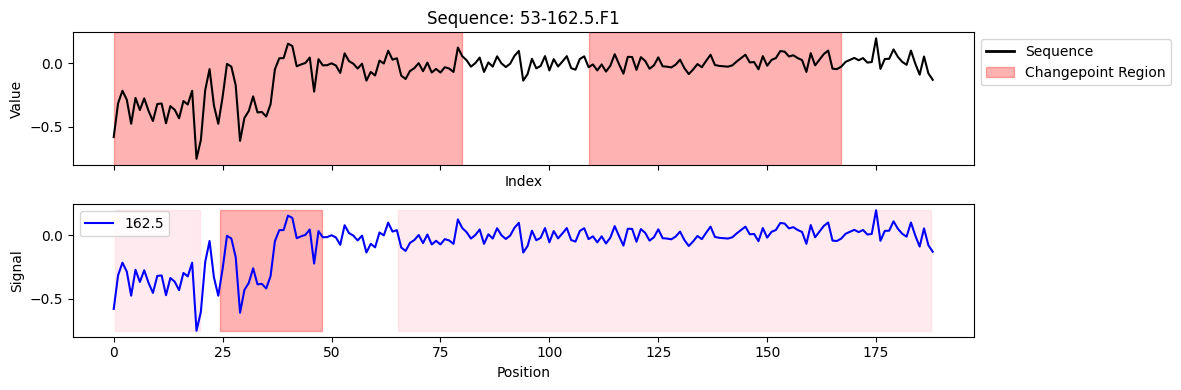 Sequence: 53-162.5.F1
0.0
−0.5
Value
Index
Sequence
Changepoint Region
162.5
0.0
−0.5
Signal
0
25
50
75
100
125
150
175
Position